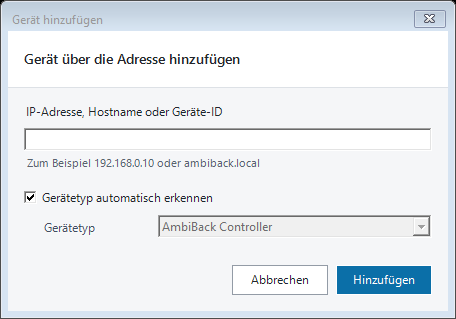 Gerät hinzufügen
Gerät über die Adresse hinzufügen
IP-Adresse, Hostname oder Geräte-ID
Zum Beispiel 192.168.0.10 oder ambiback.local
Gerätetyp automatisch erkennen
Gerätetyp AmbiBack Controller
Abbrechen Hinzufügen